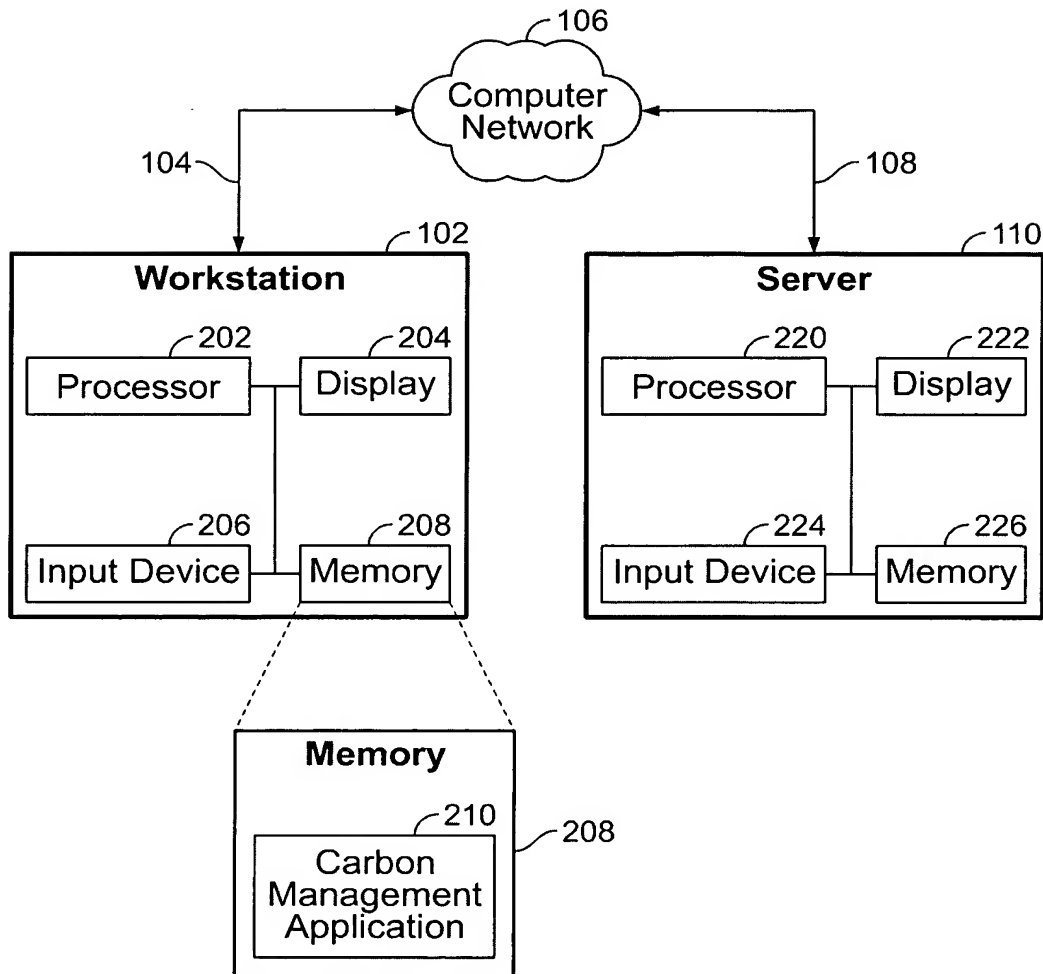 106
Computer
Network
104
108
102
110
Workstation
Server
202
204
220
222
Processor
Display
Processor
Display
206
208
224
226
Input Device
Memory
Input Device
Memory
Memory
210
208
Carbon
Management
Application